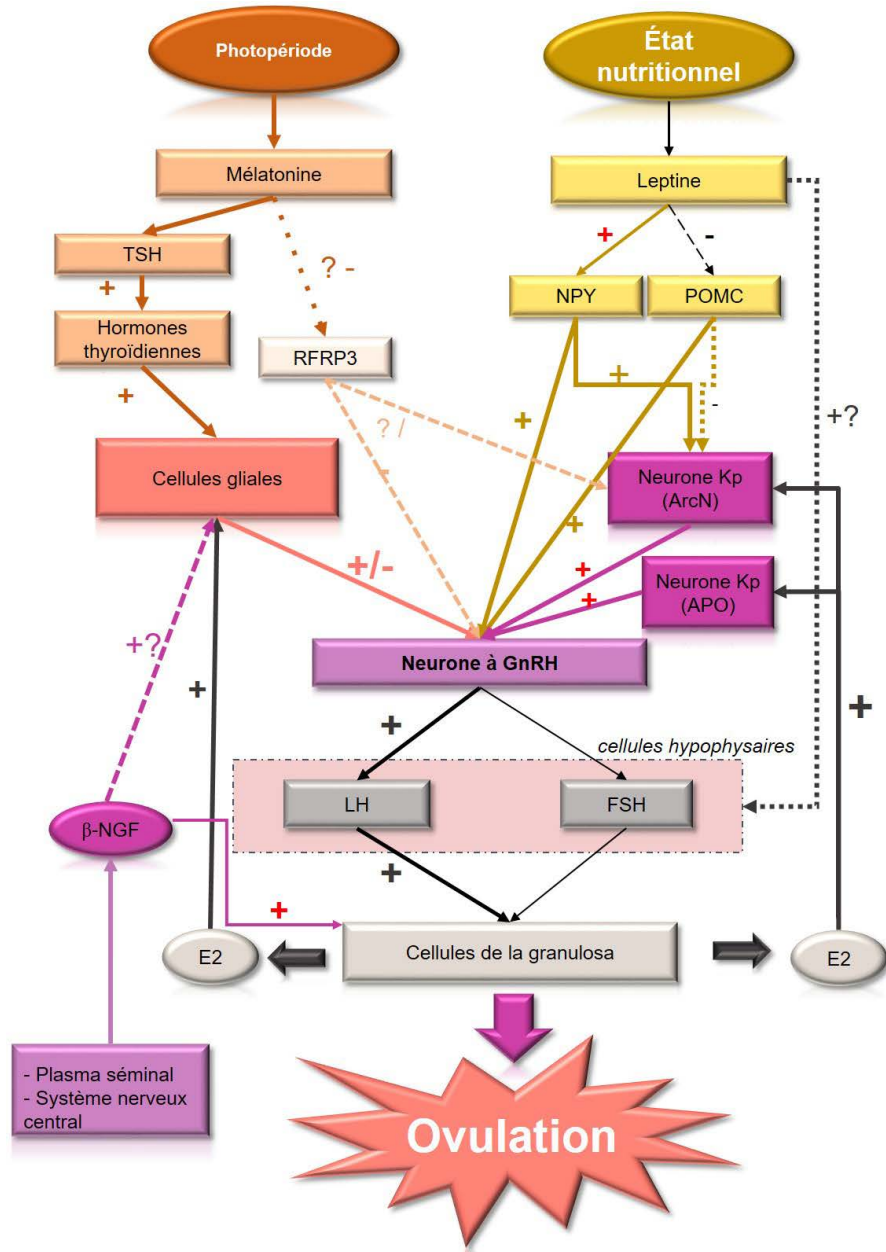 Photopériode
État
nutritionnel
Mélatonine
Leptine
+
-
TSH
? -
+
NPY
POMC
Hormones
thyroïdiennes
RFRP3
+
+
+
-
+?
? /
-
Cellules gliales
Neurone Kp
(ArcN)
+
+/-
+
Neurone Kp
(APO)
+
+?
Neurone à GnRH
+
+
+
cellules hypophysaires
LH
FSH
β-NGF
+
+
E2
Cellules de la granulosa
E2
- Plasma séminal
- Système nerveux
central
Ovulation